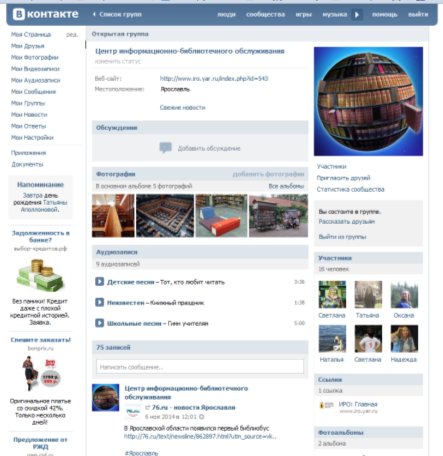 В контакте
Список групп
люди сообщества игры музыка помощь выйти
Моя Страница ред.
Мои Друзья
Мои Фотографии
Мои Видеозаписи
Мои Аудиозаписи
Мои Сообщения
Мои Группы
Мои Новости
Мои Ответы
Мои Настройки
Приложения
Документы
Напоминание
Завтра день
рождения Татьяны
Задолженность в
банке?
выбор-кредитов.рф
Без паники! Кредит
даже с плохой
кредитной историей.
Заявка.
Спешите заказать!
bonprix.ru
Оригинальное платье
со скидкой 42%.
Только несколько
дней!
Предложение от
РЖД
Открытая группа
Центр информационно-библиотечного обслуживания
изменить статус
Веб-сайт: http://www.iro.yar.ru/index.php?id=543
Местоположение: Ярославль
Свежие новости
Обсуждения
Добавить обсуждение
Фотографии добавить фотографии
В основном альбоме 5 фотографий Все альбомы
Аудиозаписи
9 аудиозаписей
Детские песни – Тот, кто любит читать 3:36
Неизвестен – Книжный праздник 1:38
Школьные песни – Гимн учителям 5:00
75 записей
Написать сообщение...
Центр информационно-библиотечного
обслуживания
76.ru - новости Ярославля
6 ноя 2014 в 12:01
В Ярославской области появился первый библиобус
http://76.ru/text/newsline/862897.html?utm_source=vk...
#Ярославль
Участники
Пригласить друзей
Статистика сообщества
Вы состоите в группе.
Рассказать друзьям
Выйти из группы
Участники
16 человек
Светлана Татьяна Оксана
Наталья Светлана Надежда
Ссылки
1 ссылка
ИРО: Главная
www.iro.yar.ru
Фотоальбомы
2 альбома